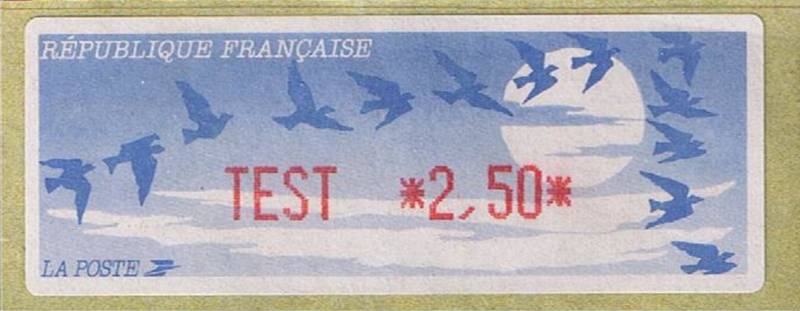 RÉPUBLIQUE FRANÇAISE
TEST *2,50*
LA POSTE